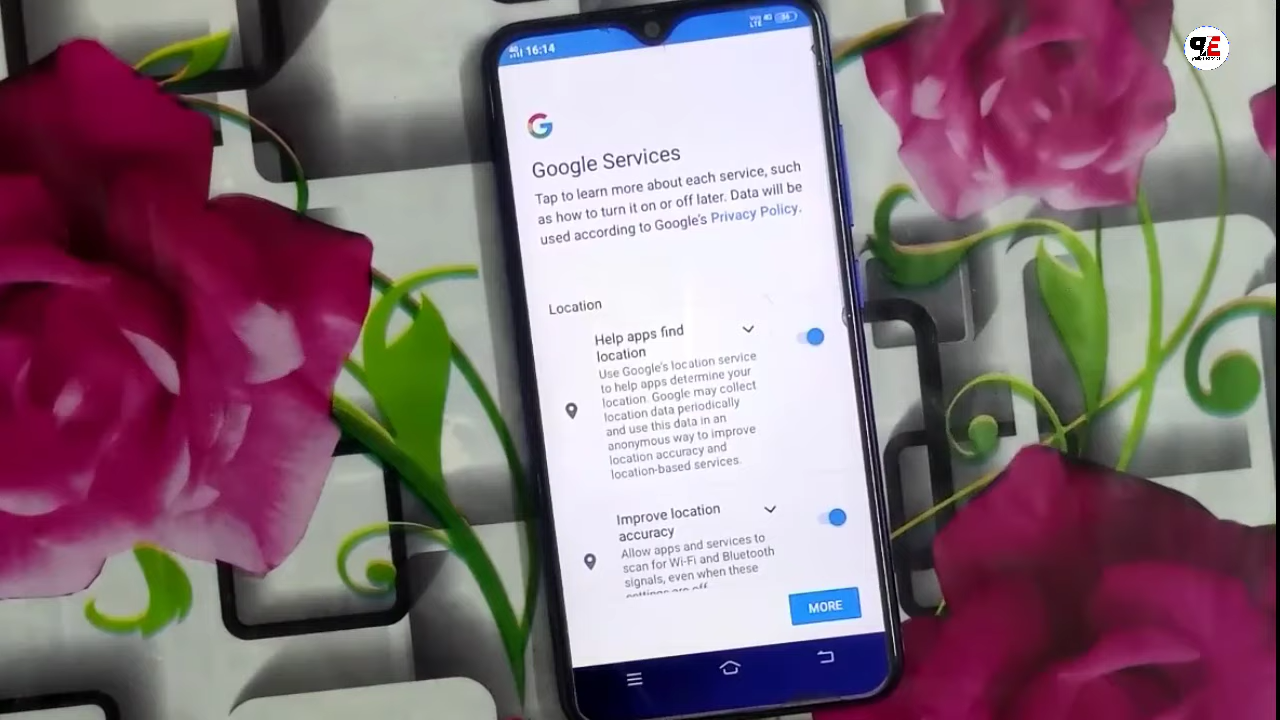 16:14
Google Services
Tap to learn more about each service, such
as how to turn it on or off later. Data will be
used according to Google's Privacy Policy.
Location
Help apps find
location
Use Google's location service
to help apps determine your
location. Google may collect
location data periodically
and use this data in an
anonymous way to improve
location accuracy and
location-based services.
Improve location
accuracy
Allow apps and services to
scan for Wi-Fi and Bluetooth
signals, even when these
settings are off
MORE